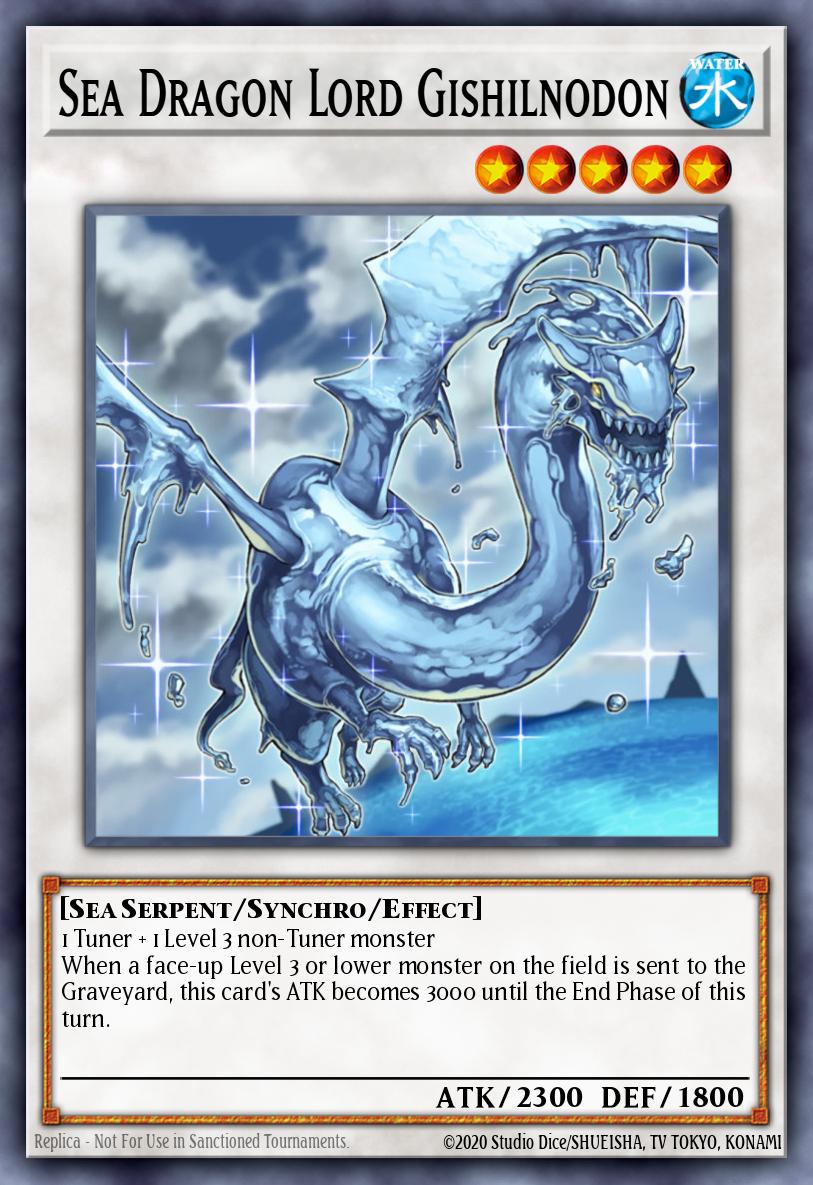 Sea Dragon Lord Gishilnodon
WATER
水
[Sea Serpent/Synchro/Effect]
1 Tuner + 1 Level 3 non-Tuner monster
When a face-up Level 3 or lower monster on the field is sent to the
Graveyard, this card's ATK becomes 3000 until the End Phase of this
turn.
ATK/2300 DEF/1800
Replica - Not For Use in Sanctioned Tournaments.
©2020 Studio Dice/SHUEISHA, TV TOKYO, KONAMI